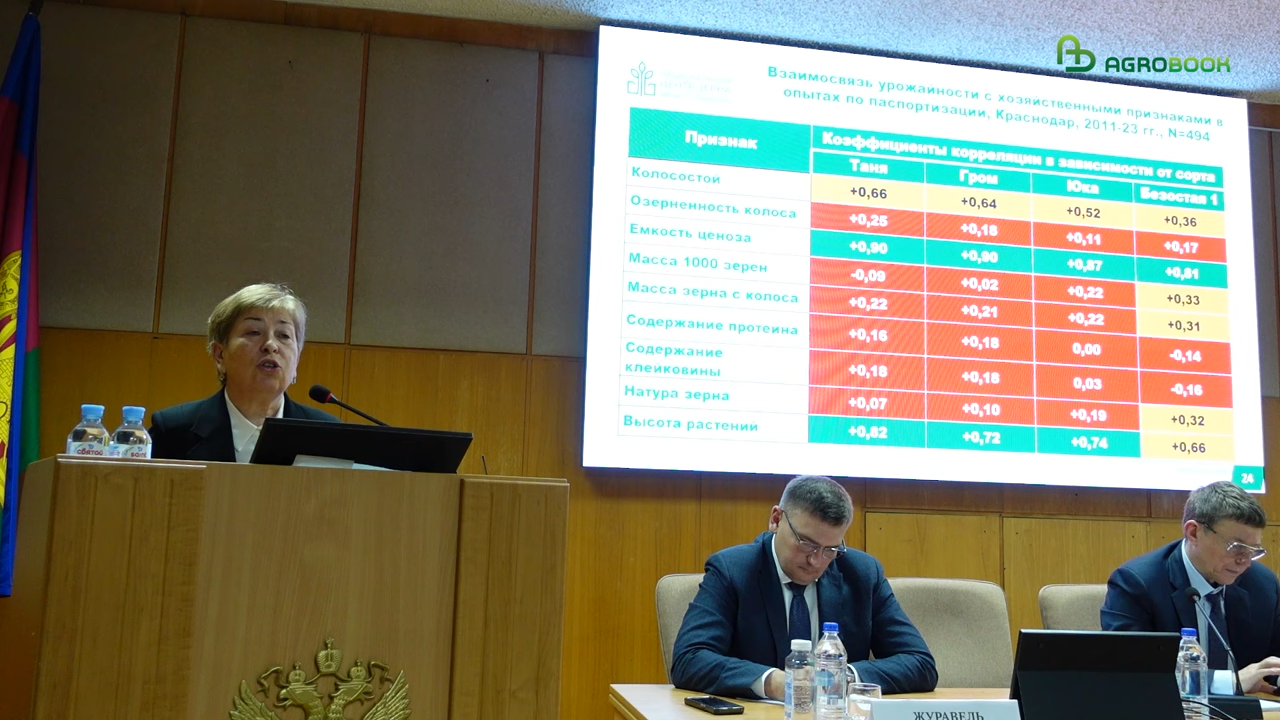 AGROBOOK
Взаимосвязь урожайности с хозяйственными признаками в
опытах по паспортизации, Краснодар, 2011-23 гг., N=494
Признак
Коэффициенты корреляции в зависимости от сорта
Таня Гром Юка Безостая 1
Колосостой +0,66 +0,64 +0,52 +0,36
Озерненность колоса +0,25 +0,18 +0,11 +0,17
Емкость ценоза +0,90 +0,90 +0,87 +0,81
Масса 1000 зерен -0,09 +0,02 +0,22 +0,33
Масса зерна с колоса +0,22 +0,21 +0,22 +0,31
Содержание протеина +0,16 +0,18 0,00 -0,14
Содержание
клейковины +0,18 +0,18 0,03 -0,16
Натура зерна +0,07 +0,10 +0,19 +0,32
Высота растений +0,82 +0,72 +0,74 +0,66
24
ЖУРАВЕЛЬ